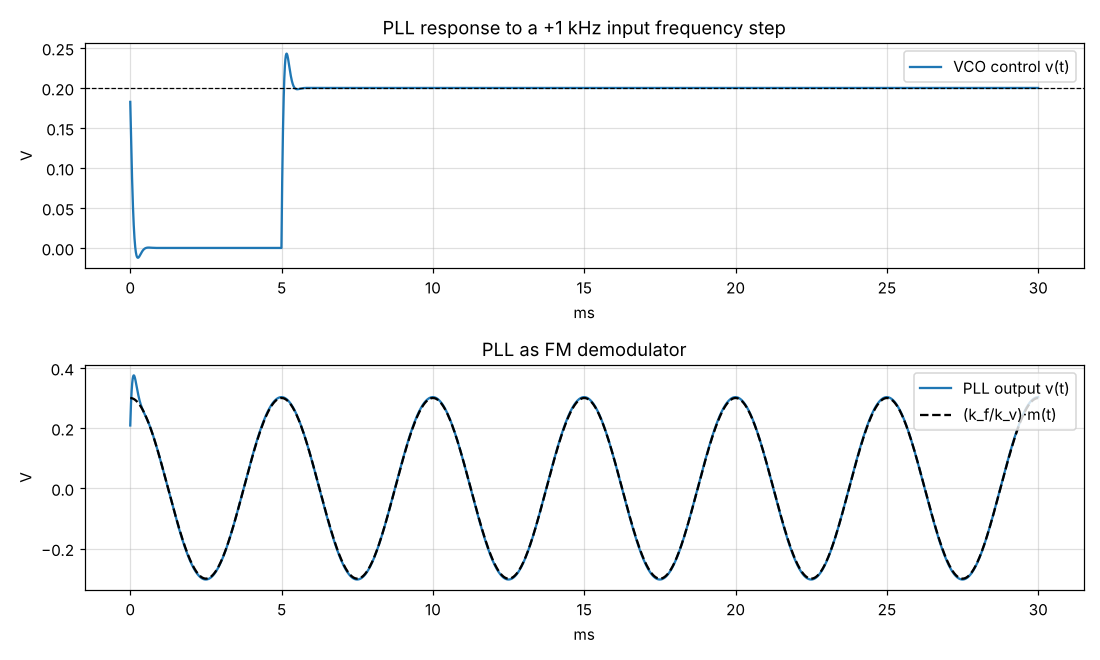 PLL response to a +1 kHz input frequency step
0.25
0.20
0.15
0.10
0.05
0.00
V
VCO control v(t)
0 5 10 15 20 25 30
ms
PLL as FM demodulator
0.4
0.2
0.0
−0.2
V
PLL output v(t)
(k_f/k_v)·m(t)
0 5 10 15 20 25 30
ms